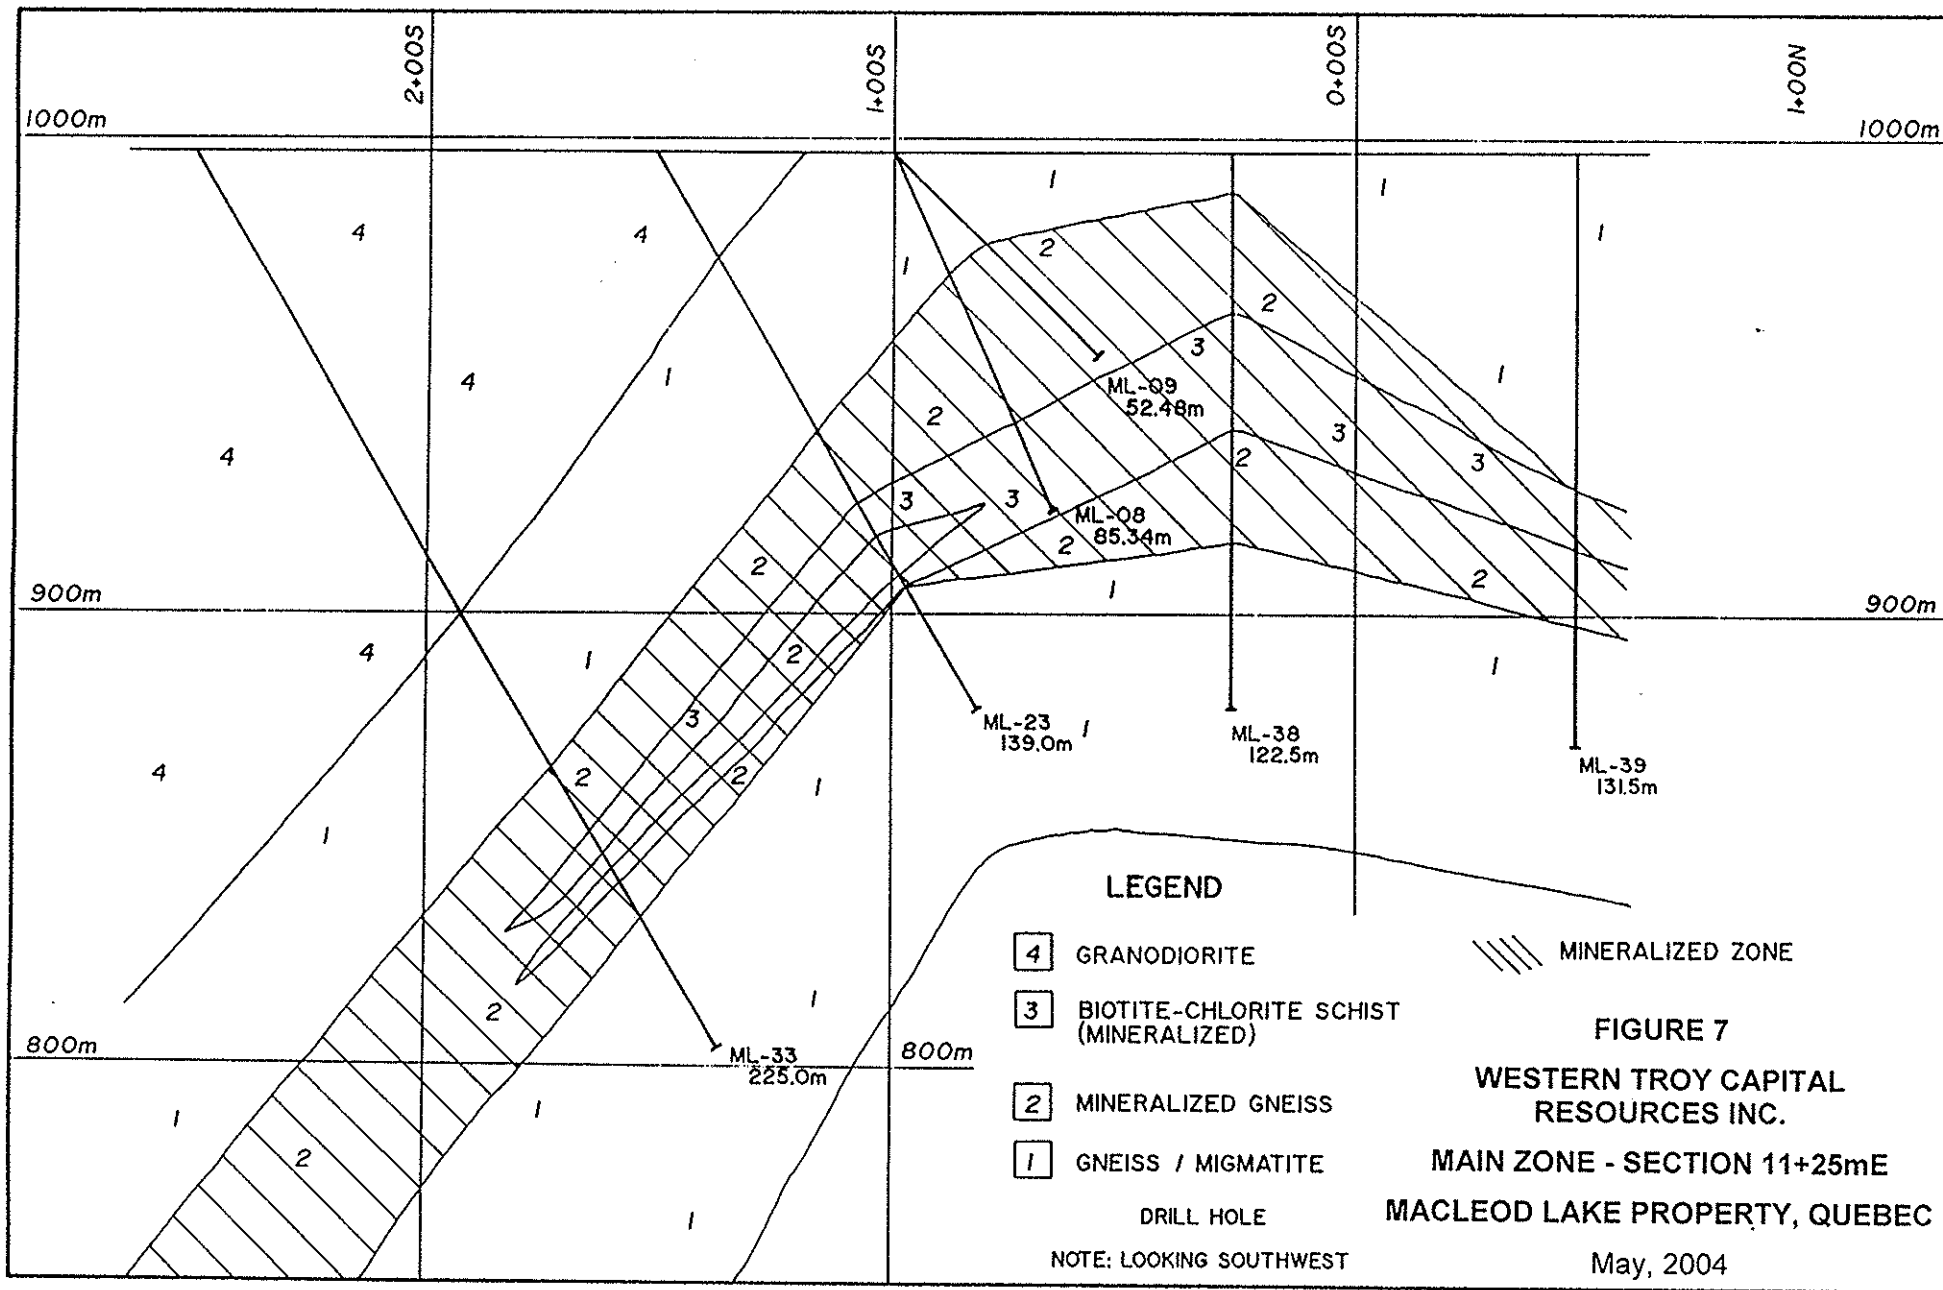 2+00S
1+00S
0+00S
1+00N
1000m
1000m
1
1
4
4
2
1
1
2
3
4
1
1
ML-09
52.48m
2
3
4
2
3
3
3
ML-08
85.34m
2
2
2
900m
1
900m
4
1
2
1
3
ML-23
139.0m
1
ML-38
122.5m
4
2
2
1
ML-39
131.5m
1
LEGEND
4 GRANODIORITE
MINERALIZED ZONE
1
2
3 BIOTITE-CHLORITE SCHIST
(MINERALIZED)
FIGURE 7
800m
ML-33
225.0m
800m
WESTERN TROY CAPITAL
RESOURCES INC.
1
1
2 MINERALIZED GNEISS
2
1 GNEISS / MIGMATITE
MAIN ZONE - SECTION 11+25mE
1
DRILL HOLE
MACLEOD LAKE PROPERTY, QUEBEC
NOTE: LOOKING SOUTHWEST
May, 2004